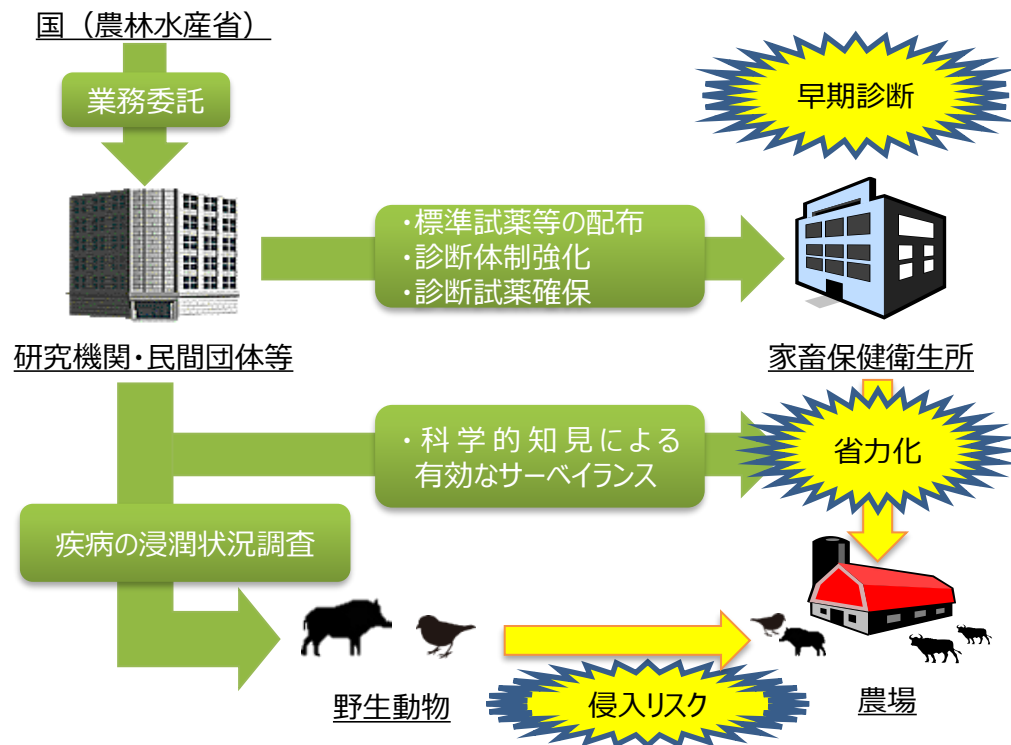 国（農林水産省）
業務委託
早期診断
・標準試薬等の配布
・診断体制強化
・診断試薬確保
研究機関・民間団体等
家畜保健衛生所
・科学的知見による
有効なサーベイランス
省力化
疾病の浸潤状況調査
野生動物
侵入リスク
農場